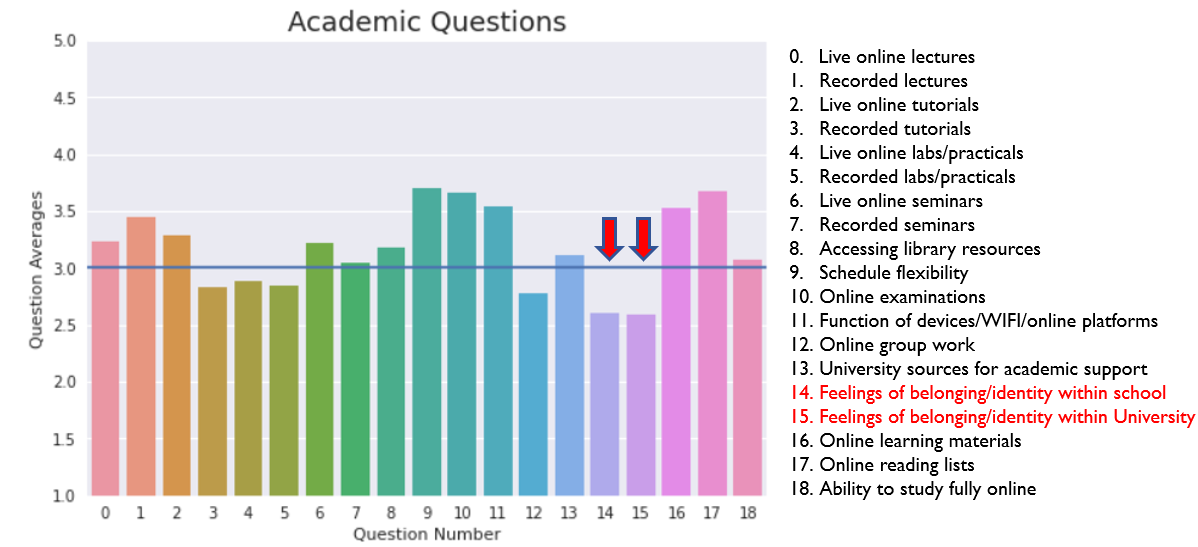 Academic Questions
5.0
4.5
4.0
3.5
3.0
2.5
2.0
1.5
1.0
Question Averages
0 1 2 3 4 5 6 7 8 9 10 11 12 13 14 15 16 17 18
Question Number
0. Live online lectures
1. Recorded lectures
2. Live online tutorials
3. Recorded tutorials
4. Live online labs/practicals
5. Recorded labs/practicals
6. Live online seminars
7. Recorded seminars
8. Accessing library resources
9. Schedule flexibility
10. Online examinations
11. Function of devices/WIFI/online platforms
12. Online group work
13. University sources for academic support
14. Feelings of belonging/identity within school
15. Feelings of belonging/identity within University
16. Online learning materials
17. Online reading lists
18. Ability to study fully online